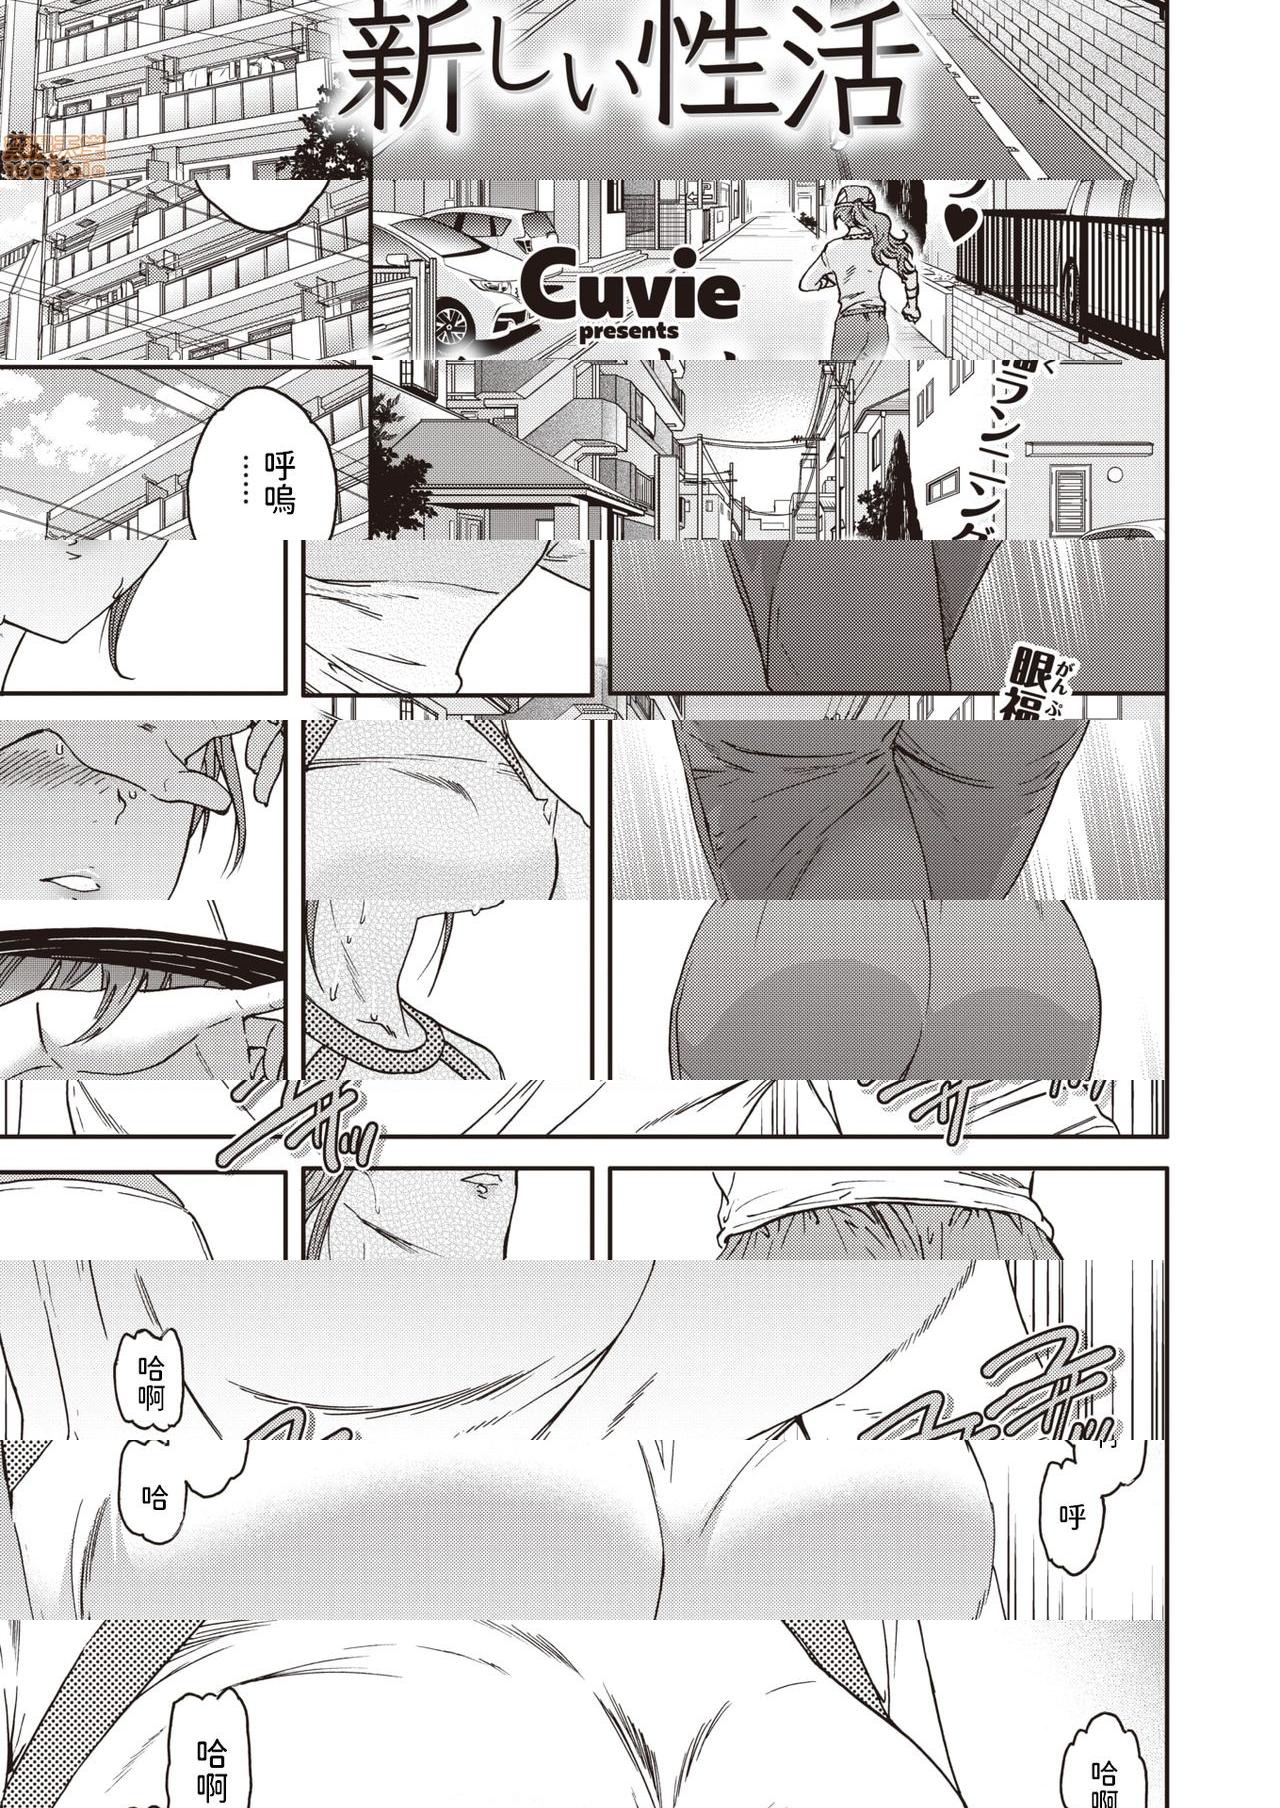 新しい性活
Cuvie
presents
ランニング
♥
眼福
がんぷ
呼嗚
……
哈
啊
哈
呼
哈
啊
哈
啊